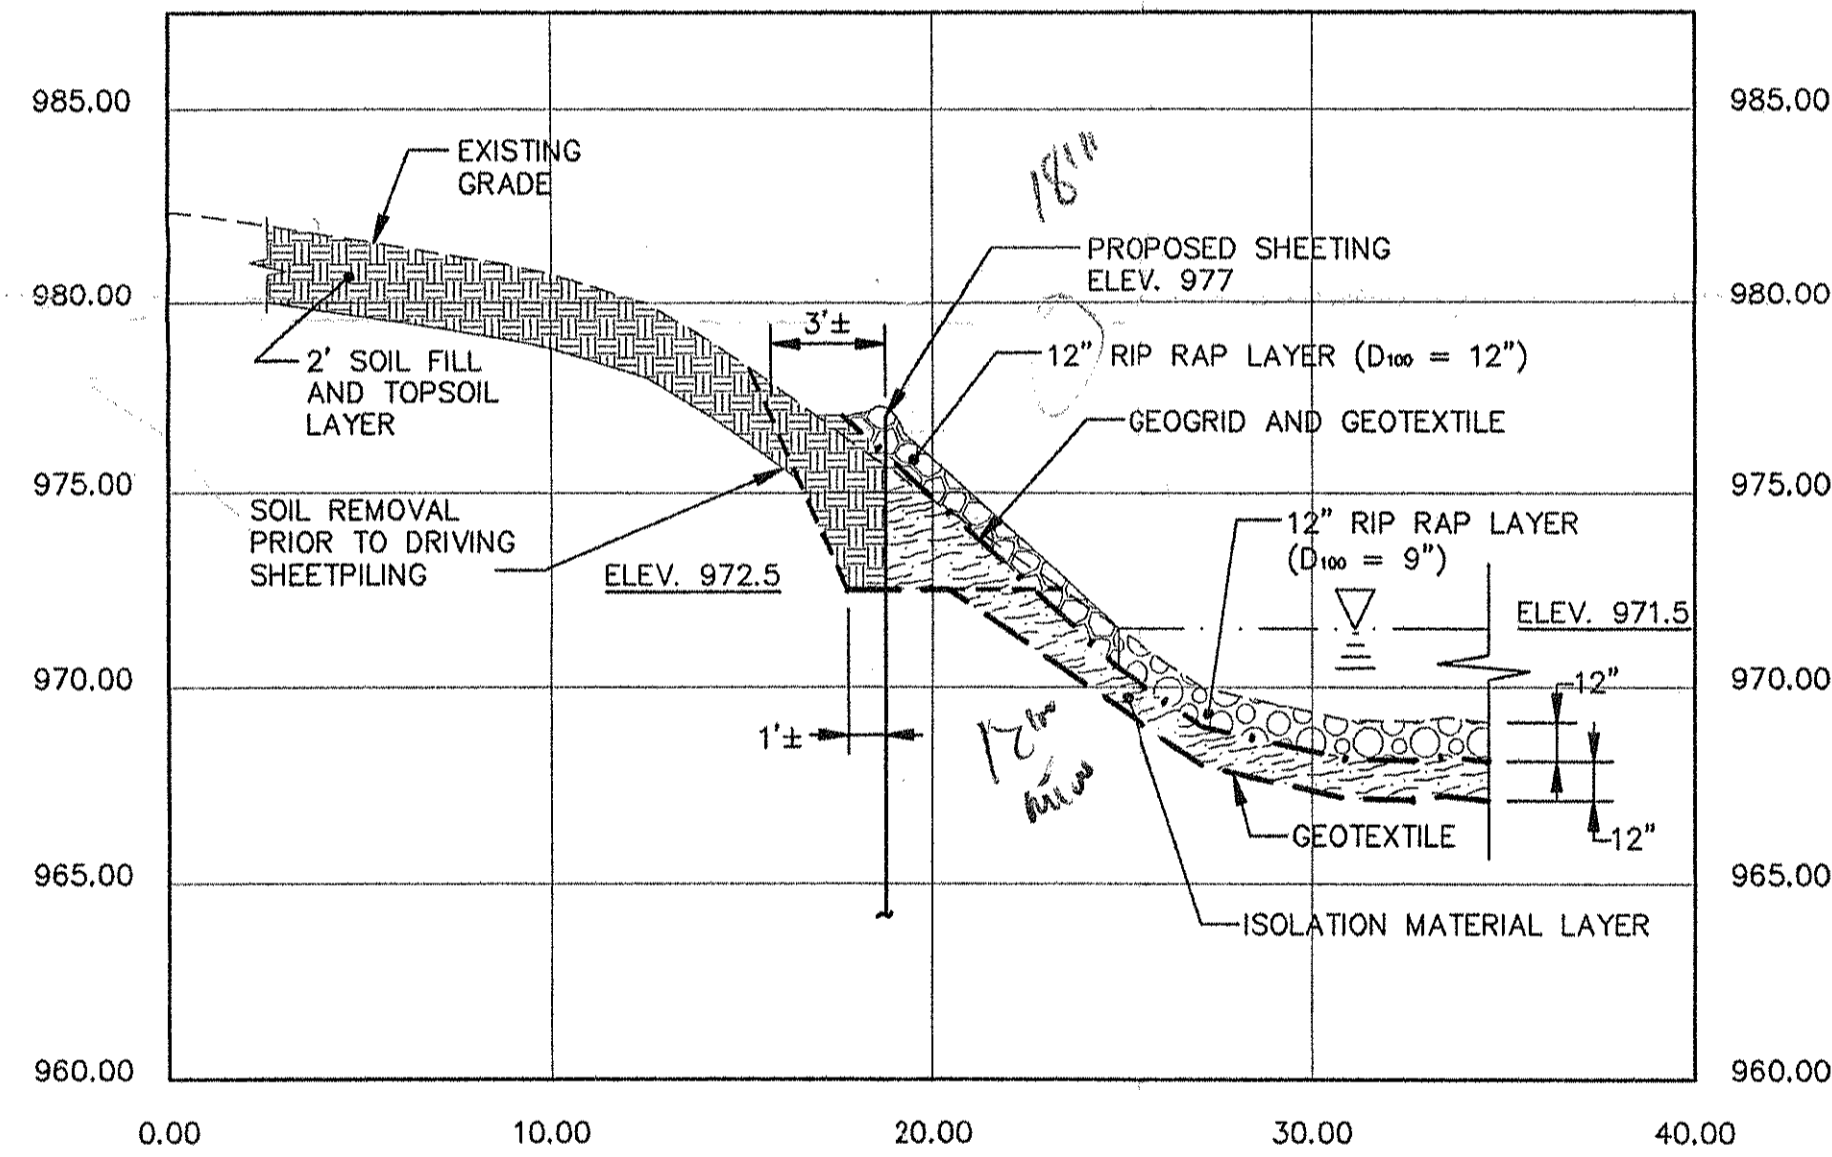 985.00
985.00
EXISTING
GRADE
18"
PROPOSED SHEETING
ELEV. 977
980.00
980.00
3'±
12" RIP RAP LAYER (D100 = 12")
2' SOIL FILL
AND TOPSOIL
LAYER
GEOGRID AND GEOTEXTILE
975.00
975.00
SOIL REMOVAL
PRIOR TO DRIVING
SHEETPILING
12" RIP RAP LAYER
(D100 = 9")
ELEV. 972.5
ELEV. 971.5
970.00
970.00
12"
1'±
12"
min
GEOTEXTILE
12"
965.00
965.00
ISOLATION MATERIAL LAYER
960.00
960.00
0.00
10.00
20.00
30.00
40.00